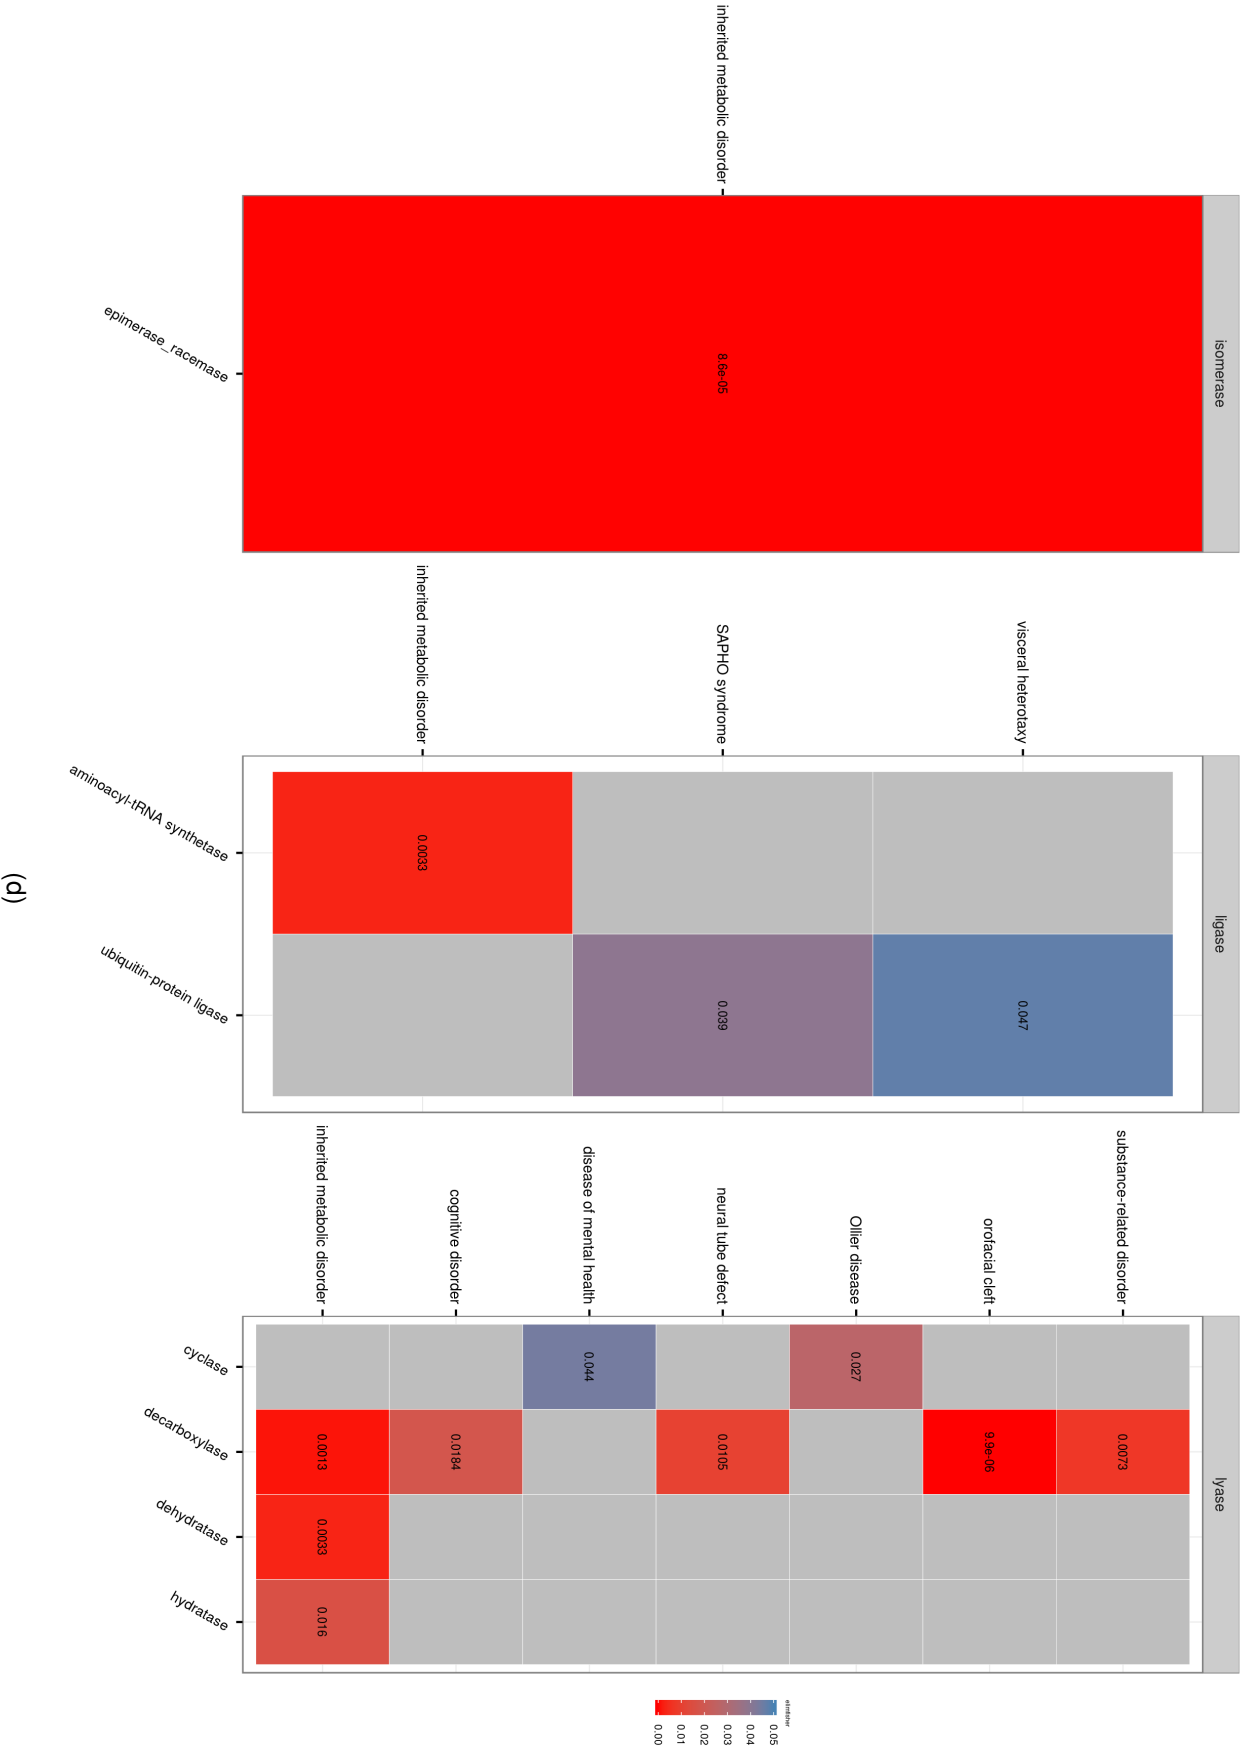 isomerase
inherited metabolic disorder
8.6e-05
epimerase_racemase
ligase
visceral heterotaxy
SAPHO syndrome
inherited metabolic disorder
0.047
0.039
0.0033
aminoacyl-tRNA synthetase
ubiquitin-protein ligase
lyase
substance-related disorder
orofacial cleft
Ollier disease
neural tube defect
disease of mental health
cognitive disorder
inherited metabolic disorder
0.0073
9.9e-06
0.027
0.0105
0.044
0.0184
0.0013
0.0033
0.016
cyclase
decarboxylase
dehydratase
hydratase
elimfisher
0.05
0.04
0.03
0.02
0.01
0.00
(d)